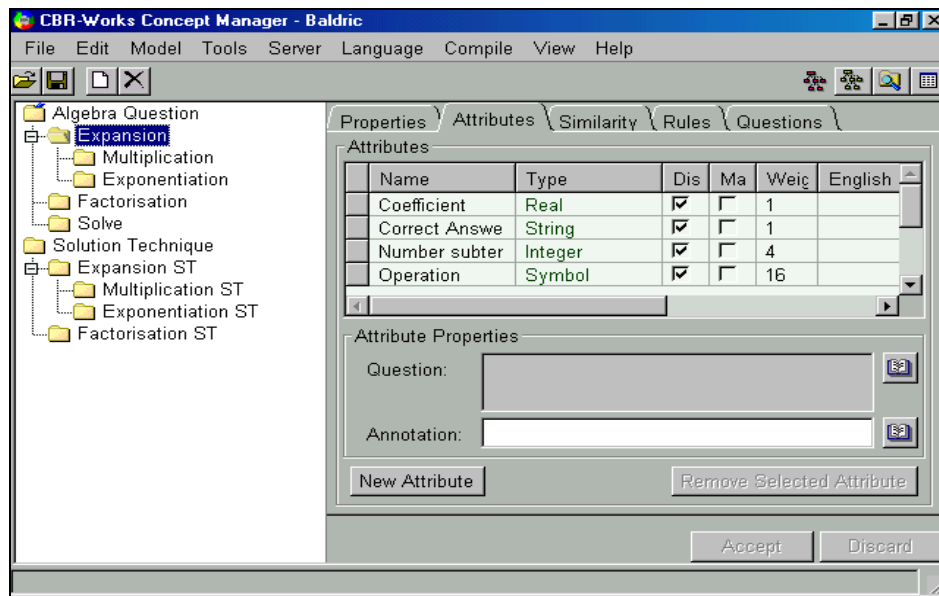 CBR-Works Concept Manager - Baldric
File Edit Model Tools Server Language Compile View Help
Algebra Question
Expansion
Multiplication
Exponentiation
Factorisation
Solve
Solution Technique
Expansion ST
Multiplication ST
Exponentiation ST
Factorisation ST
Properties Attributes Similarity Rules Questions
Attributes
Name Type Dis Ma Weig English
Coefficient Real 1
Correct Answe String 1
Number subter Integer 4
Operation Symbol 16
Attribute Properties
Question:
Annotation:
New Attribute Remove Selected Attribute
Accept Discard